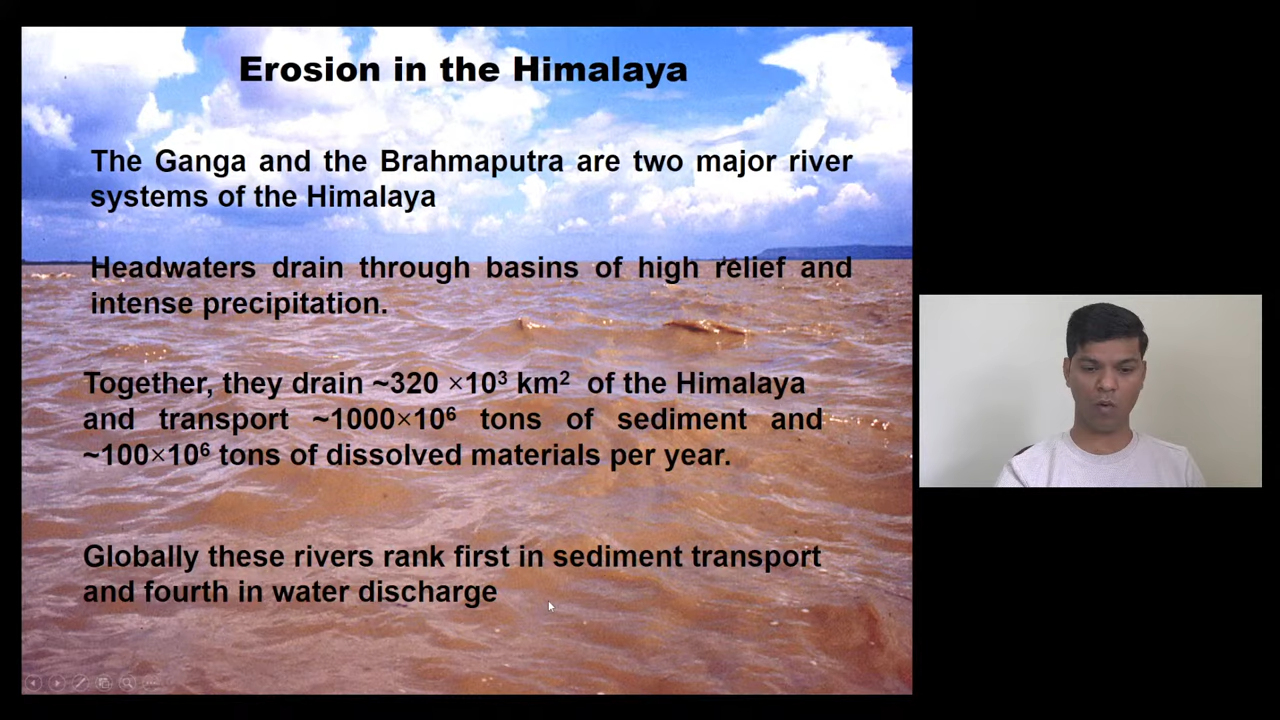 Erosion in the Himalaya
The Ganga and the Brahmaputra are two major river
systems of the Himalaya
Headwaters drain through basins of high relief and
intense precipitation.
Together, they drain ~320 ×10³ km² of the Himalaya
and transport ~1000×10⁶ tons of sediment and
~100×10⁶ tons of dissolved materials per year.
Globally these rivers rank first in sediment transport
and fourth in water discharge